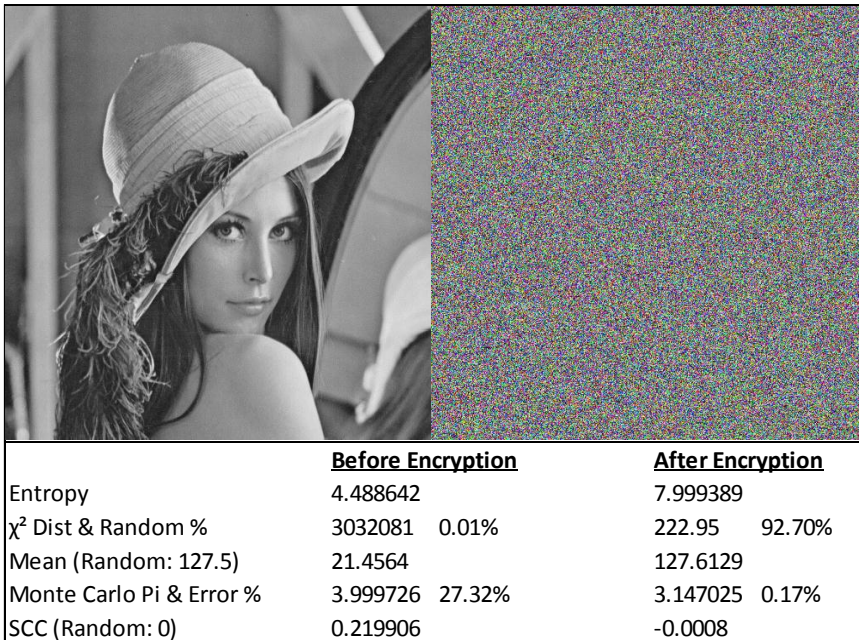 Before Encryption After Encryption
Entropy 4.488642 7.999389
χ² Dist & Random % 3032081 0.01% 222.95 92.70%
Mean (Random: 127.5) 21.4564 127.6129
Monte Carlo Pi & Error % 3.999726 27.32% 3.147025 0.17%
SCC (Random: 0) 0.219906 -0.0008